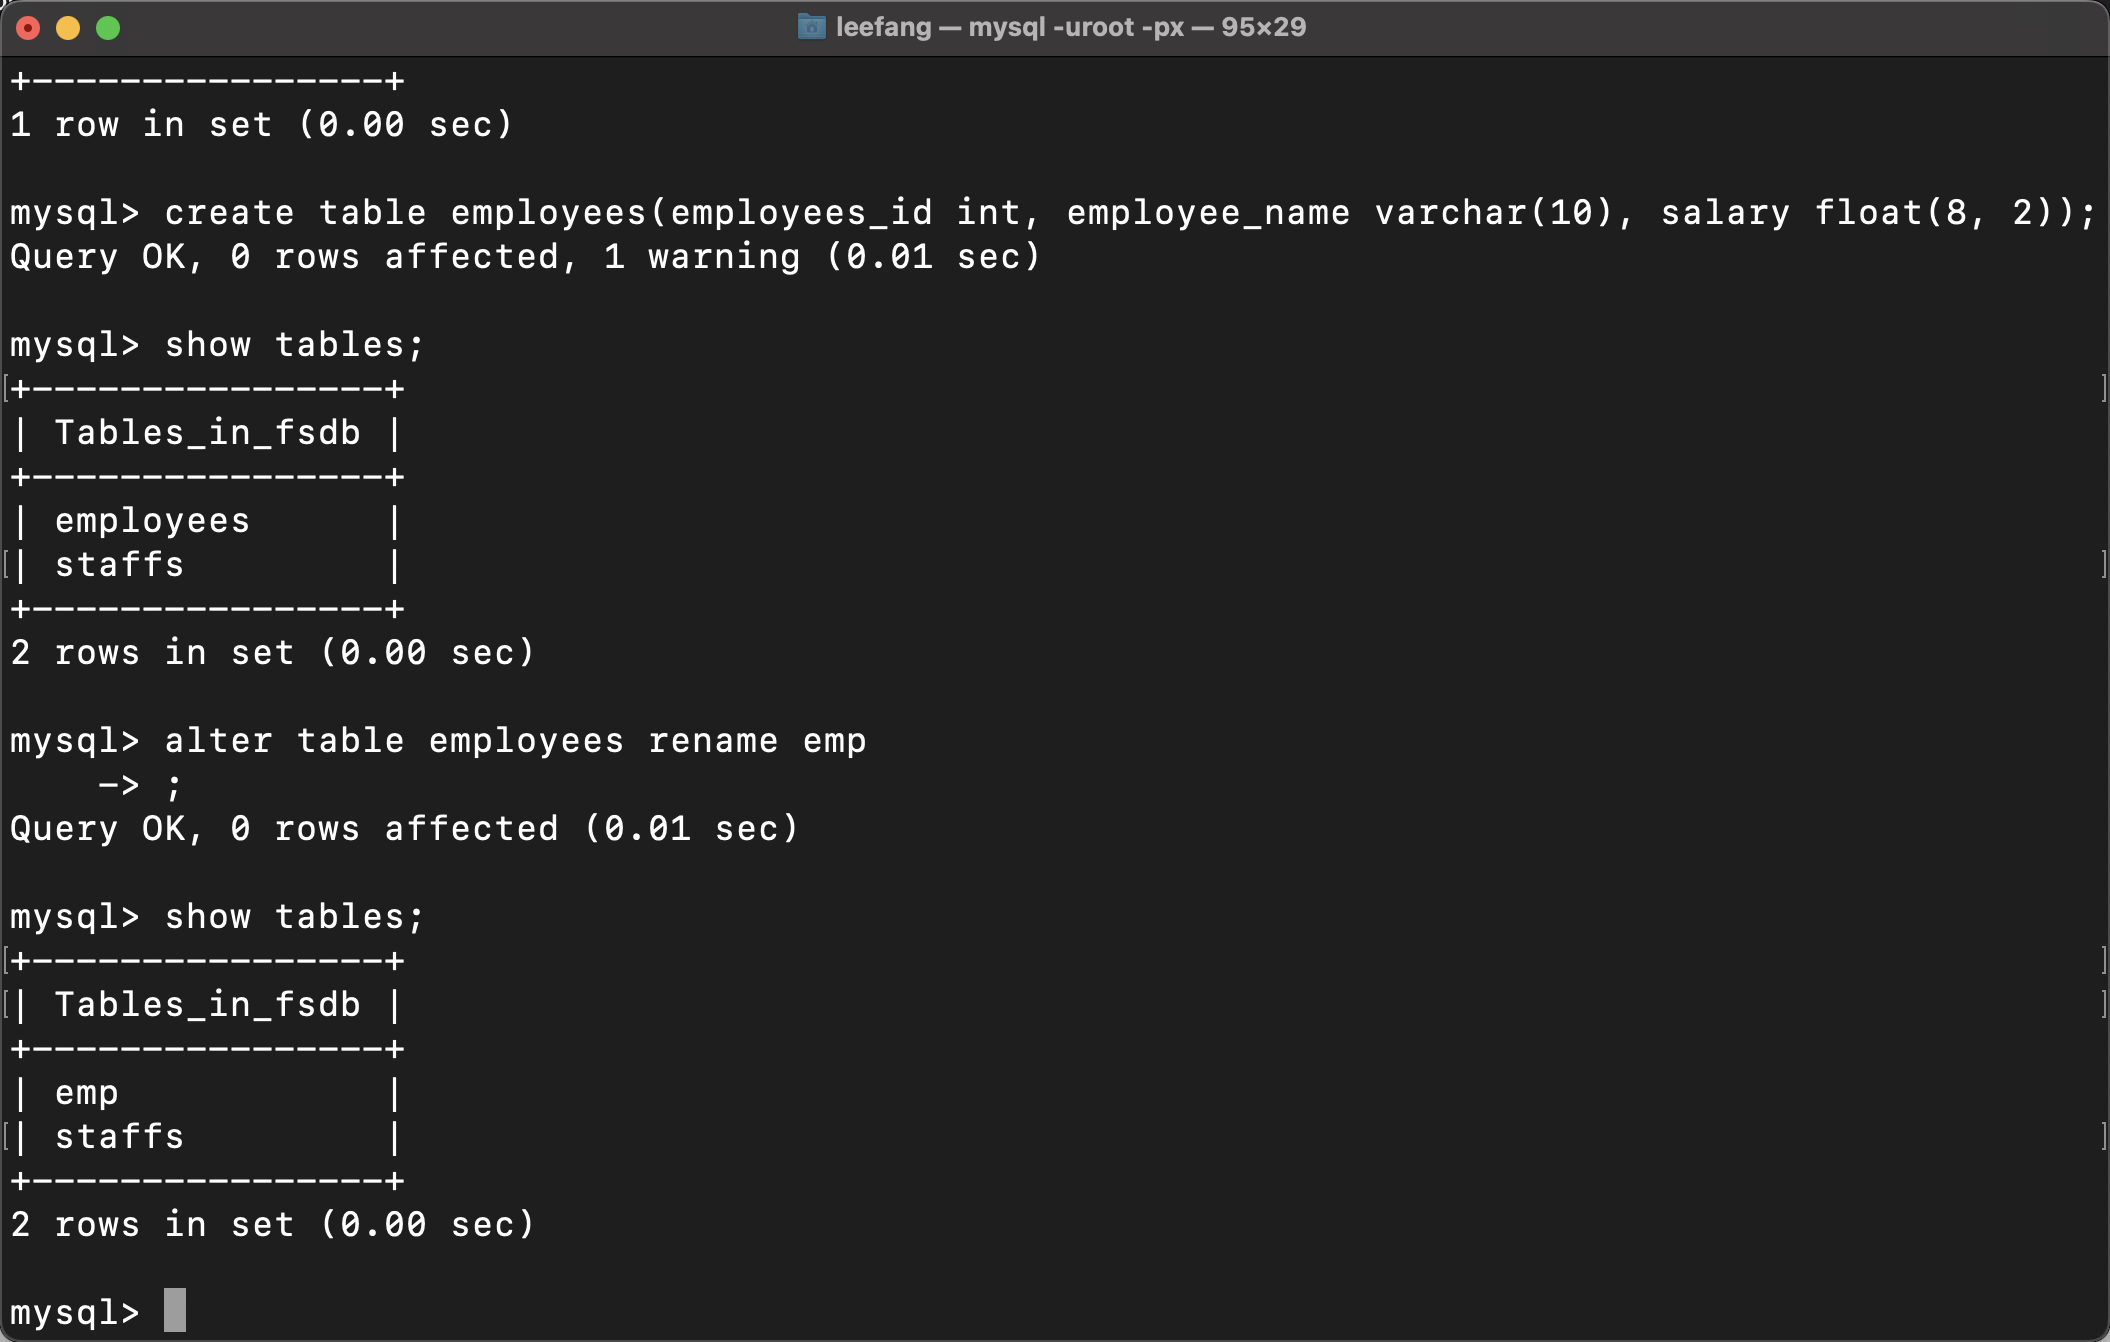 leefang — mysql -uroot -px — 95×29
+----------------+
1 row in set (0.00 sec)
mysql> create table employees(employees_id int, employee_name varchar(10), salary float(8, 2));
Query OK, 0 rows affected, 1 warning (0.01 sec)
mysql> show tables;
+----------------+
| Tables_in_fsdb |
+----------------+
| employees      |
| staffs         |
+----------------+
2 rows in set (0.00 sec)
mysql> alter table employees rename emp
    -> ;
Query OK, 0 rows affected (0.01 sec)
mysql> show tables;
+----------------+
| Tables_in_fsdb |
+----------------+
| emp            |
| staffs         |
+----------------+
2 rows in set (0.00 sec)
mysql>